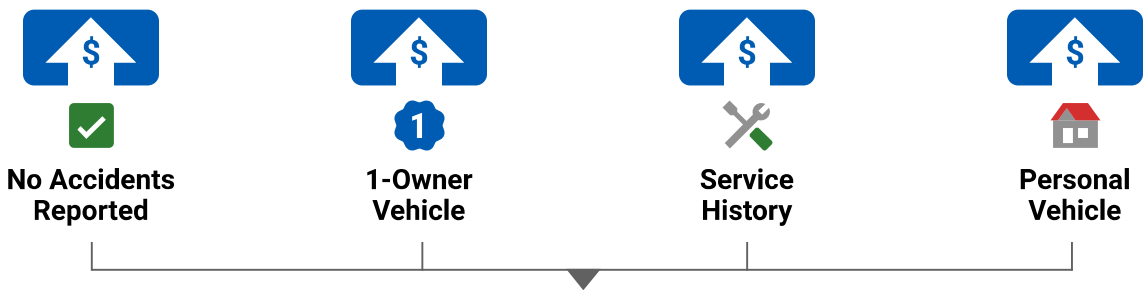 $ $ $ $
1
No Accidents 1-Owner Service Personal
Reported Vehicle History Vehicle